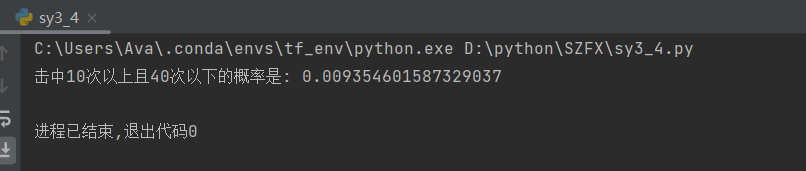 sy3_4
C:\Users\Ava\.conda\envs\tf_env\python.exe D:\python\SZFX\sy3_4.py
击中10次以上且40次以下的概率是: 0.009354601587329037
进程已结束,退出代码0